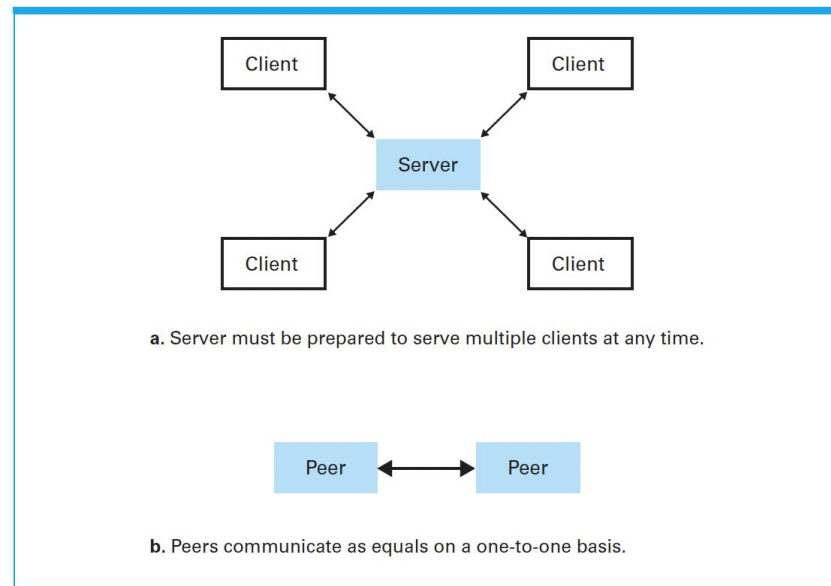 Client
Client
Server
Client
Client
a. Server must be prepared to serve multiple clients at any time.
Peer
Peer
b. Peers communicate as equals on a one-to-one basis.